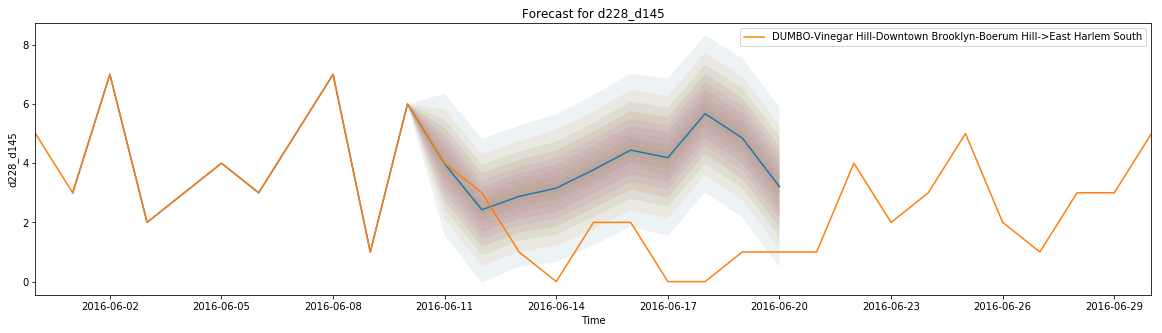 Forecast for d228_d145
DUMBO-Vinegar Hill-Downtown Brooklyn-Boerum Hill->East Harlem South
d228_d145
8
6
4
2
0
2016-06-02 2016-06-05 2016-06-08 2016-06-11 2016-06-14 2016-06-17 2016-06-20 2016-06-23 2016-06-26 2016-06-29
Time